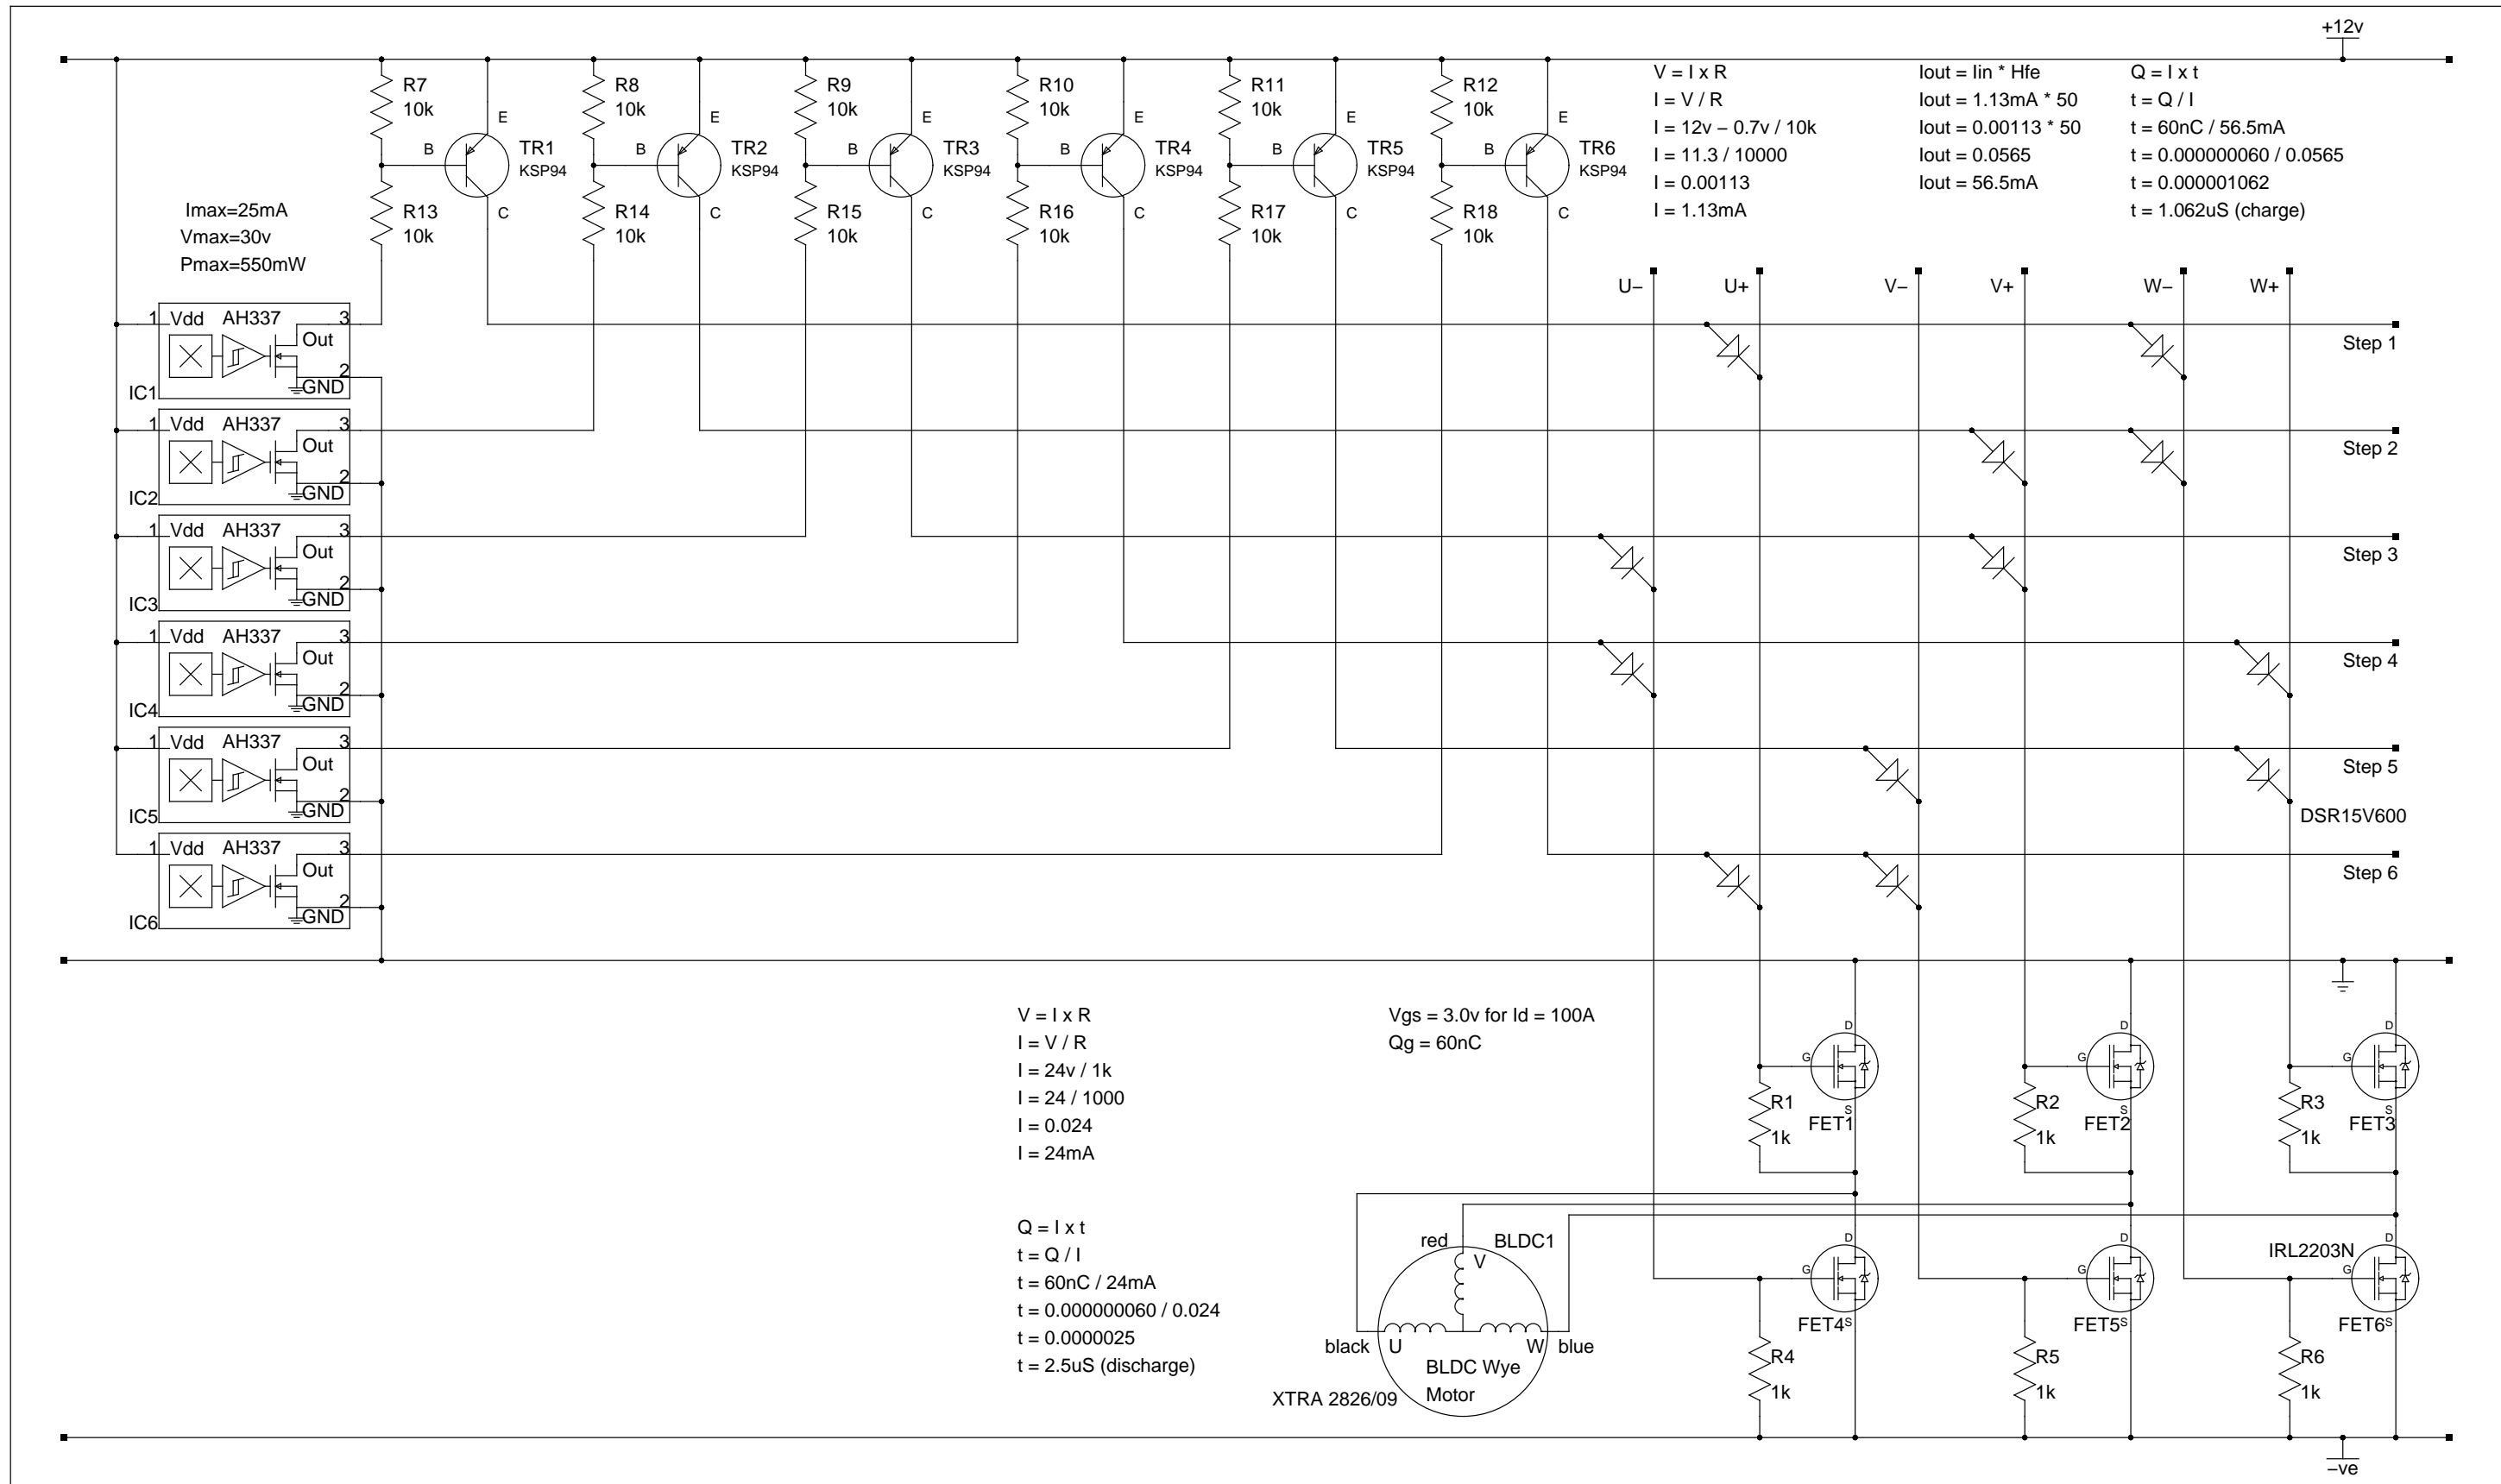 +12v
R7
10k
R8
10k
R9
10k
R10
10k
R11
10k
R12
10k
E
B
C
TR1
KSP94
E
B
C
TR2
KSP94
E
B
C
TR3
KSP94
E
B
C
TR4
KSP94
E
B
C
TR5
KSP94
E
B
C
TR6
KSP94
R13
10k
R14
10k
R15
10k
R16
10k
R17
10k
R18
10k
V = I x R
I = V / R
I = 12v – 0.7v / 10k
I = 11.3 / 10000
I = 0.00113
I = 1.13mA
Iout = Iin * Hfe
Iout = 1.13mA * 50
Iout = 0.00113 * 50
Iout = 0.0565
Iout = 56.5mA
Q = I x t
t = Q / I
t = 60nC / 56.5mA
t = 0.000000060 / 0.0565
t = 0.000001062
t = 1.062uS (charge)
Imax=25mA
Vmax=30v
Pmax=550mW
U–
U+
V–
V+
W–
W+
1 Vdd AH337 3
Out
2
GND
IC1
Step 1
1 Vdd AH337 3
Out
2
GND
IC2
Step 2
1 Vdd AH337 3
Out
2
GND
IC3
Step 3
1 Vdd AH337 3
Out
2
GND
IC4
Step 4
1 Vdd AH337 3
Out
2
GND
IC5
Step 5
DSR15V600
1 Vdd AH337 3
Out
2
GND
IC6
Step 6
V = I x R
I = V / R
I = 24v / 1k
I = 24 / 1000
I = 0.024
I = 24mA
Vgs = 3.0v for Id = 100A
Qg = 60nC
D
G
S
FET1
R1
1k
D
G
S
FET2
R2
1k
D
G
S
FET3
R3
1k
Q = I x t
t = Q / I
t = 60nC / 24mA
t = 0.000000060 / 0.024
t = 0.0000025
t = 2.5uS (discharge)
red
V
BLDC1
black
U
W
blue
BLDC Wye
Motor
XTRA 2826/09
D
G
S
FET4
R4
1k
D
G
S
FET5
R5
1k
IRL2203N
D
G
S
FET6
R6
1k
–ve